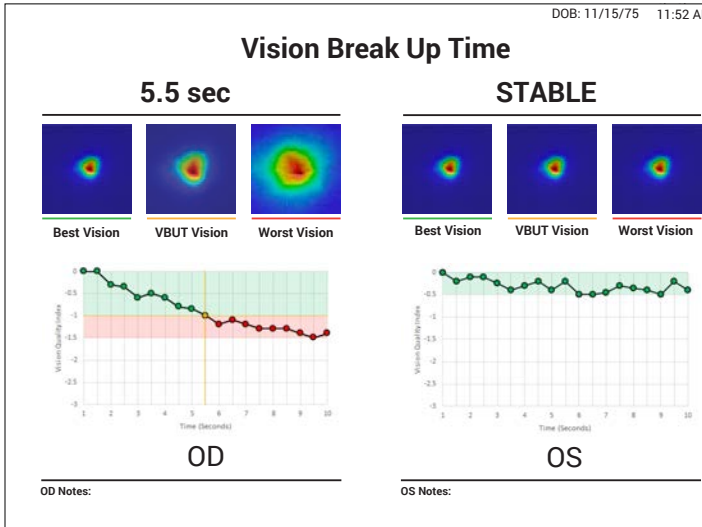 DOB: 11/15/75 11:52 A
Vision Break Up Time
5.5 sec
STABLE
Best Vision VBUT Vision Worst Vision
Best Vision VBUT Vision Worst Vision
Vision Quality Index
0
-0.5
-1
-1.5
-2
-2.5
-3
1 2 3 4 5 6 7 8 9 10
Time (Seconds)
Vision Quality Index
0
-0.5
-1
-1.5
-2
-2.5
-3
1 2 3 4 5 6 7 8 9 10
Time (Seconds)
OD
OS
OD Notes:
OS Notes: